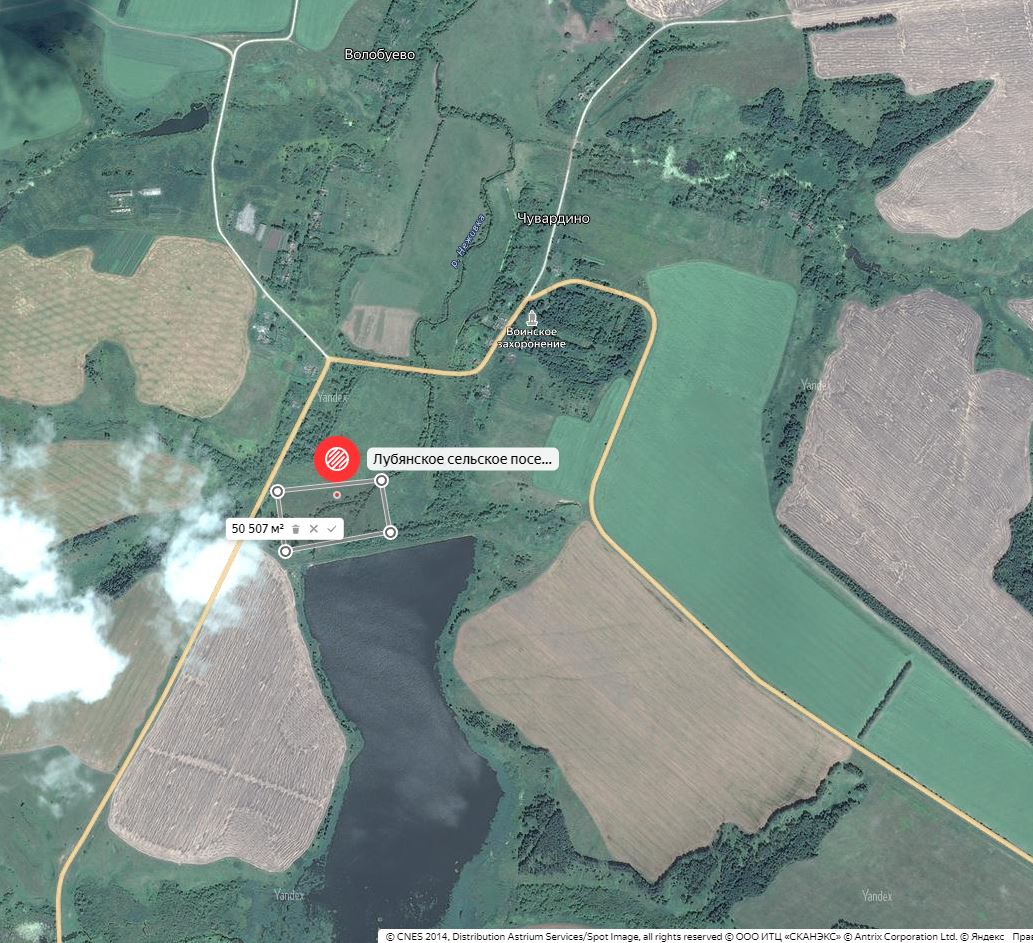 Волобуево
Чувардино
р. Неживка
Воинское
захоронение
Yandex
Yandex
Лубянское сельское посе...
50 507 м²
Yandex
Yandex
© CNES 2014, Distribution Astrium Services/Spot Image, all rights reserved © ООО ИТЦ «СКАНЭКС» © Antrix Corporation Ltd. © Яндекс Прав